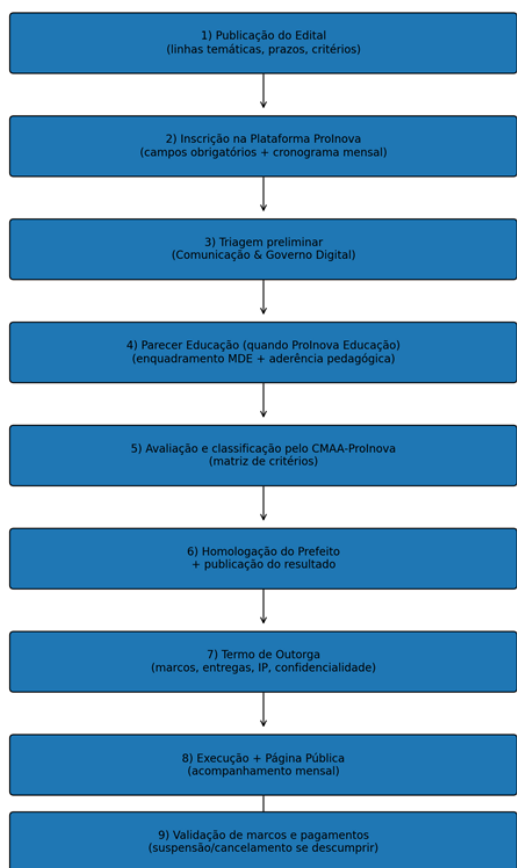 1) Publicação do Edital
(linhas temáticas, prazos, critérios)
2) Inscrição na Plataforma ProInova
(campos obrigatórios + cronograma mensal)
3) Triagem preliminar
(Comunicação & Governo Digital)
4) Parecer Educação (quando ProInova Educação)
(enquadramento MDE + aderência pedagógica)
5) Avaliação e classificação pelo CMAA-ProInova
(matriz de critérios)
6) Homologação do Prefeito
+ publicação do resultado
7) Termo de Outorga
(marcos, entregas, IP, confidencialidade)
8) Execução + Página Pública
(acompanhamento mensal)
9) Validação de marcos e pagamentos
(suspensão/cancelamento se descumprir)